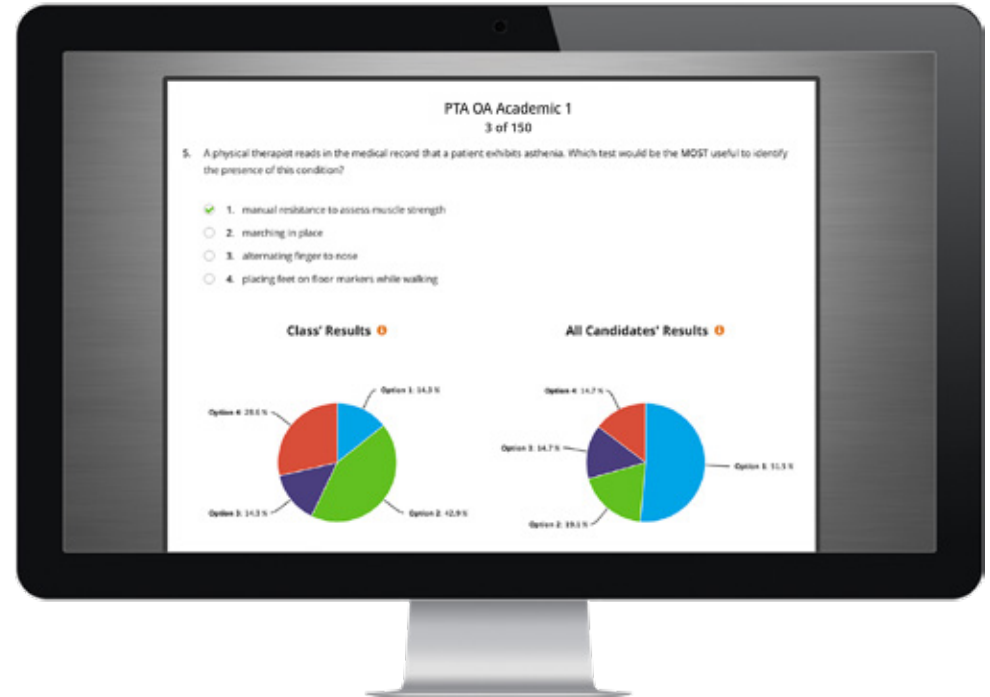 PTA OA Academic 1
3 of 150
5. A physical therapist reads in the medical record that a patient exhibits asthenia. Which test would be the MOST useful to identify
the presence of this condition?
1. manual resistance to assess muscle strength
2. marching in place
3. alternating finger to nose
4. placing feet on floor markers while walking
Class' Results
All Candidates' Results
Option 1: 14.3 %
Option 4: 14.7 %
Option 4: 28.6 %
Option 3: 14.7 %
Option 1: 51.5 %
Option 3: 14.3 %
Option 2: 42.9 %
Option 2: 19.1 %